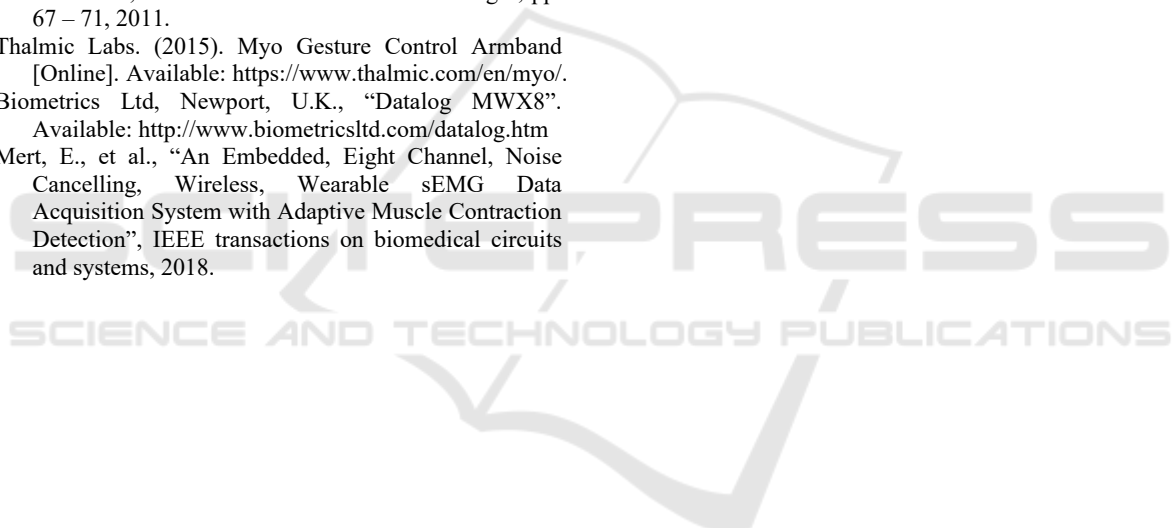 67 – 71, 2011.
Thalmic Labs. (2015). Myo Gesture Control Armband
[Online]. Available: https://www.thalmic.com/en/myo/.
Biometrics Ltd, Newport, U.K., “Datalog MWX8”.
Available: http://www.biometricsltd.com/datalog.htm
Mert, E., et al., “An Embedded, Eight Channel, Noise
Cancelling, Wireless, Wearable sEMG Data
Acquisition System with Adaptive Muscle Contraction
Detection”, IEEE transactions on biomedical circuits
and systems, 2018.
SCITEPRESS
SCIENCE AND TECHNOLOGY PUBLICATIONS